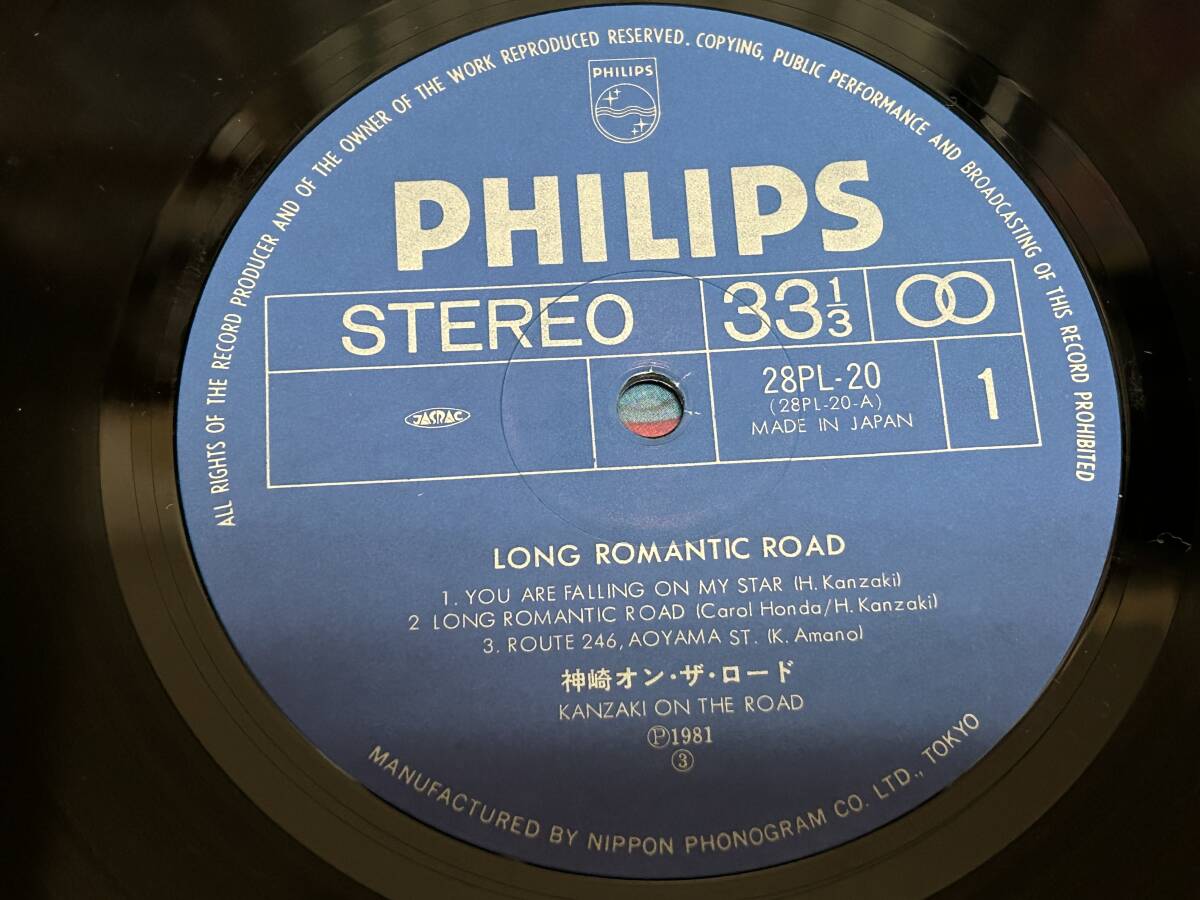 ALL RIGHTS OF THE RECORD PRODUCER AND OF THE OWNER OF THE WORK REPRODUCED RESERVED. COPYING, PUBLIC PERFORMANCE AND BROADCASTING OF THIS RECORD PROHIBITED
PHILIPS
PHILIPS
STEREO
33 1/3
JASRAC
28PL-20
(28PL-20-A)
MADE IN JAPAN
1
LONG ROMANTIC ROAD
1. YOU ARE FALLING ON MY STAR (H. Kanzaki)
2 LONG ROMANTIC ROAD (Carol Honda/H. Kanzaki)
3. ROUTE 246, AOYAMA ST. (K. Amano)
神崎オン・ザ・ロード
KANZAKI ON THE ROAD
Ⓟ1981
③
MANUFACTURED BY NIPPON PHONOGRAM CO. LTD., TOKYO